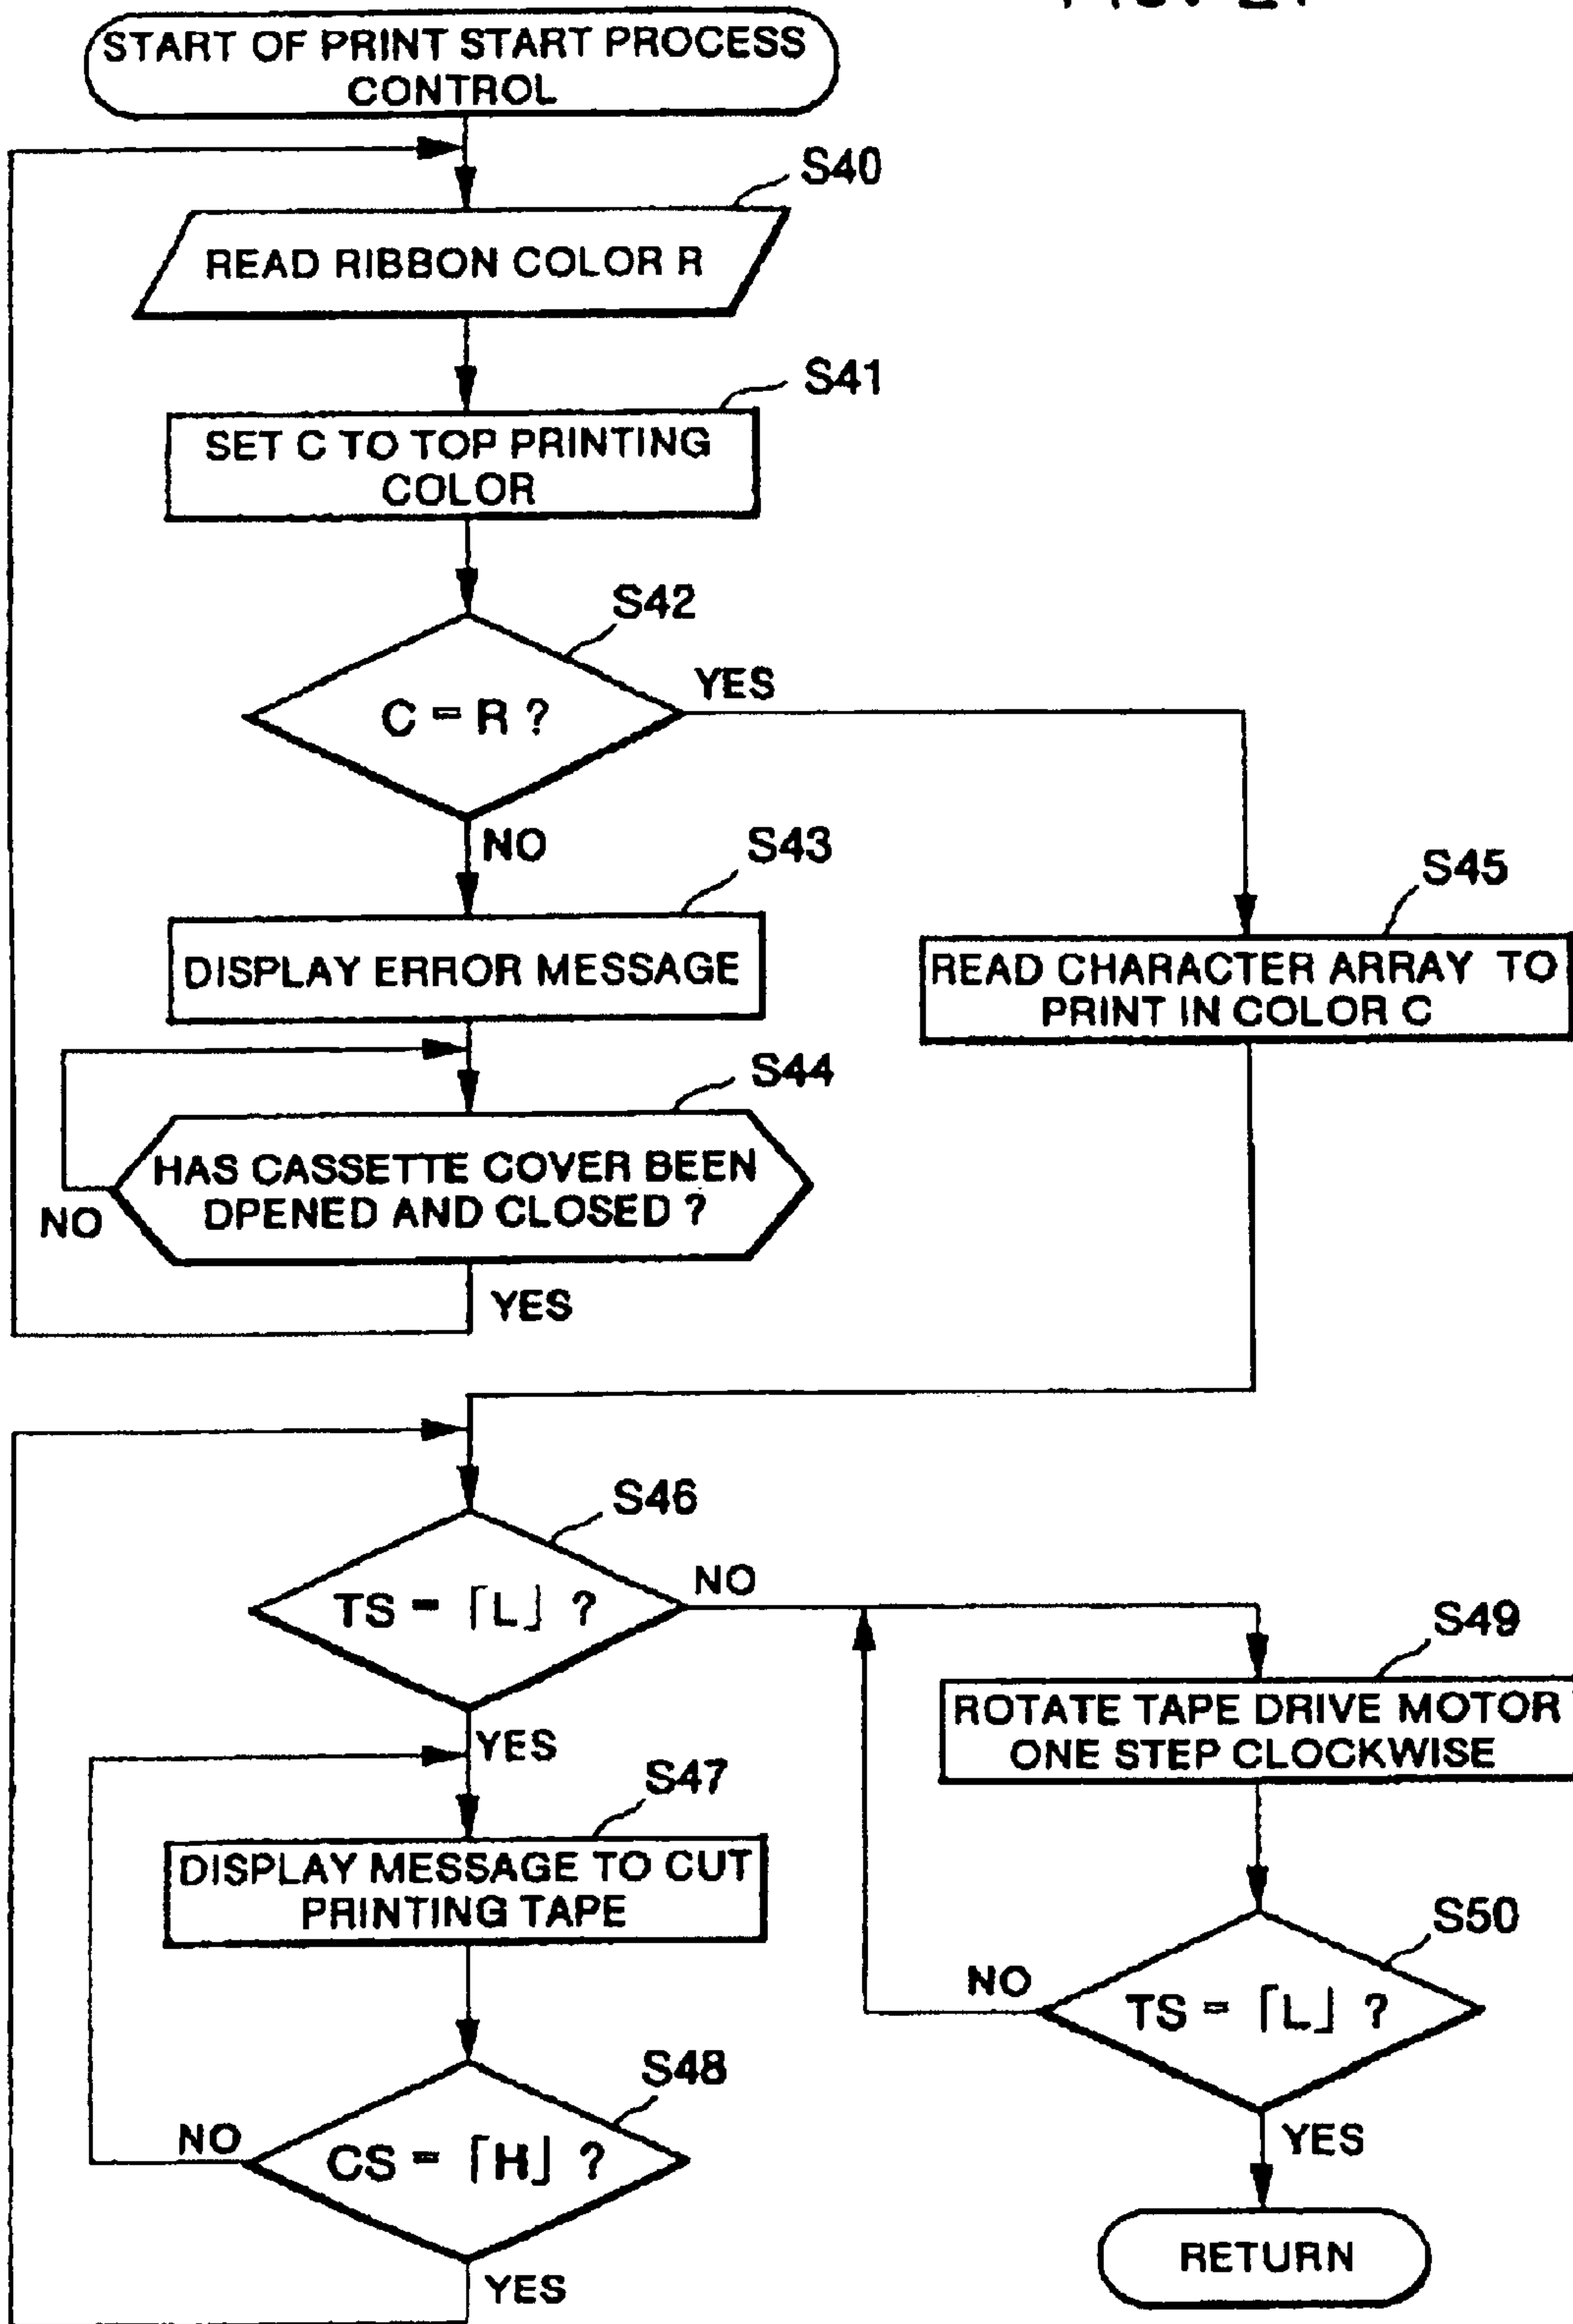 START OF PRINT START PROCESS
CONTROL
S40
READ RIBBON COLOR R
S41
SET C TO TOP PRINTING
COLOR
S42
C = R ?
YES
NO
S43
DISPLAY ERROR MESSAGE
S45
READ CHARACTER ARRAY TO
PRINT IN COLOR C
S44
HAS CASSETTE COVER BEEN
DPENED AND CLOSED ?
NO
YES
S46
TS = ⌈L⌋ ?
NO
YES
S49
ROTATE TAPE DRIVE MOTOR
ONE STEP CLOCKWISE
S47
DISPLAY MESSAGE TO CUT
PRINTING TAPE
S50
TS = ⌈L⌋ ?
NO
YES
S48
CS = ⌈H⌋ ?
NO
YES
RETURN